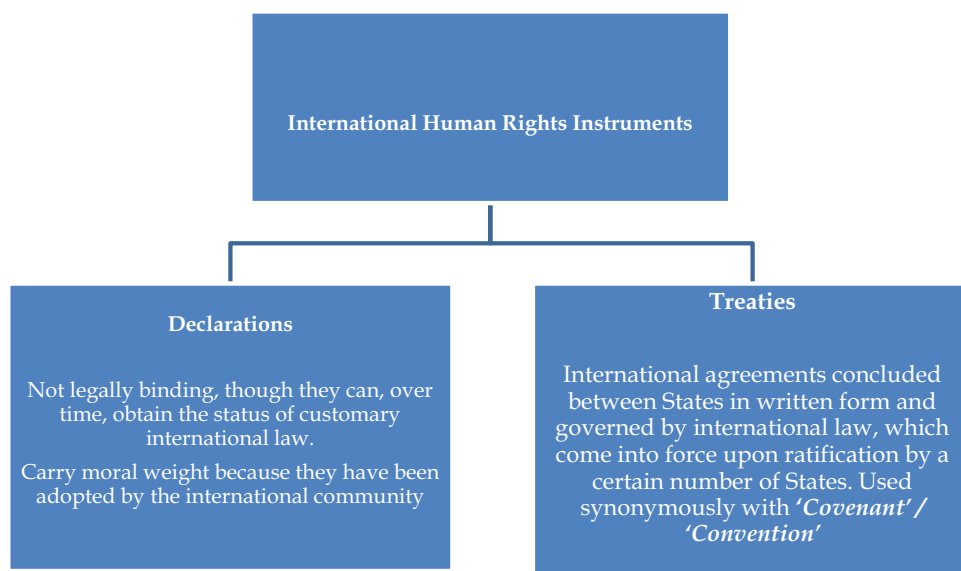 International Human Rights Instruments
Declarations
Not legally binding, though they can, over
time, obtain the status of customary
international law.
Carry moral weight because they have been
adopted by the international community
Treaties
International agreements concluded
between States in written form and
governed by international law, which
come into force upon ratification by a
certain number of States. Used
synonymously with ‘Covenant’ /
‘Convention’